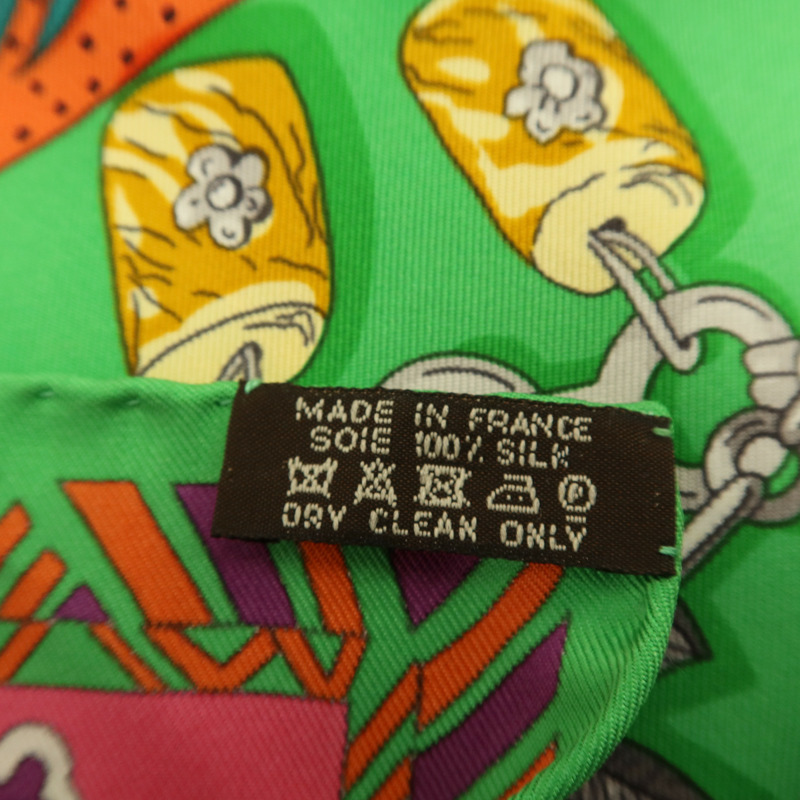 MADE IN FRANCE
SOIE 100% SILK
P
DRY CLEAN ONLY